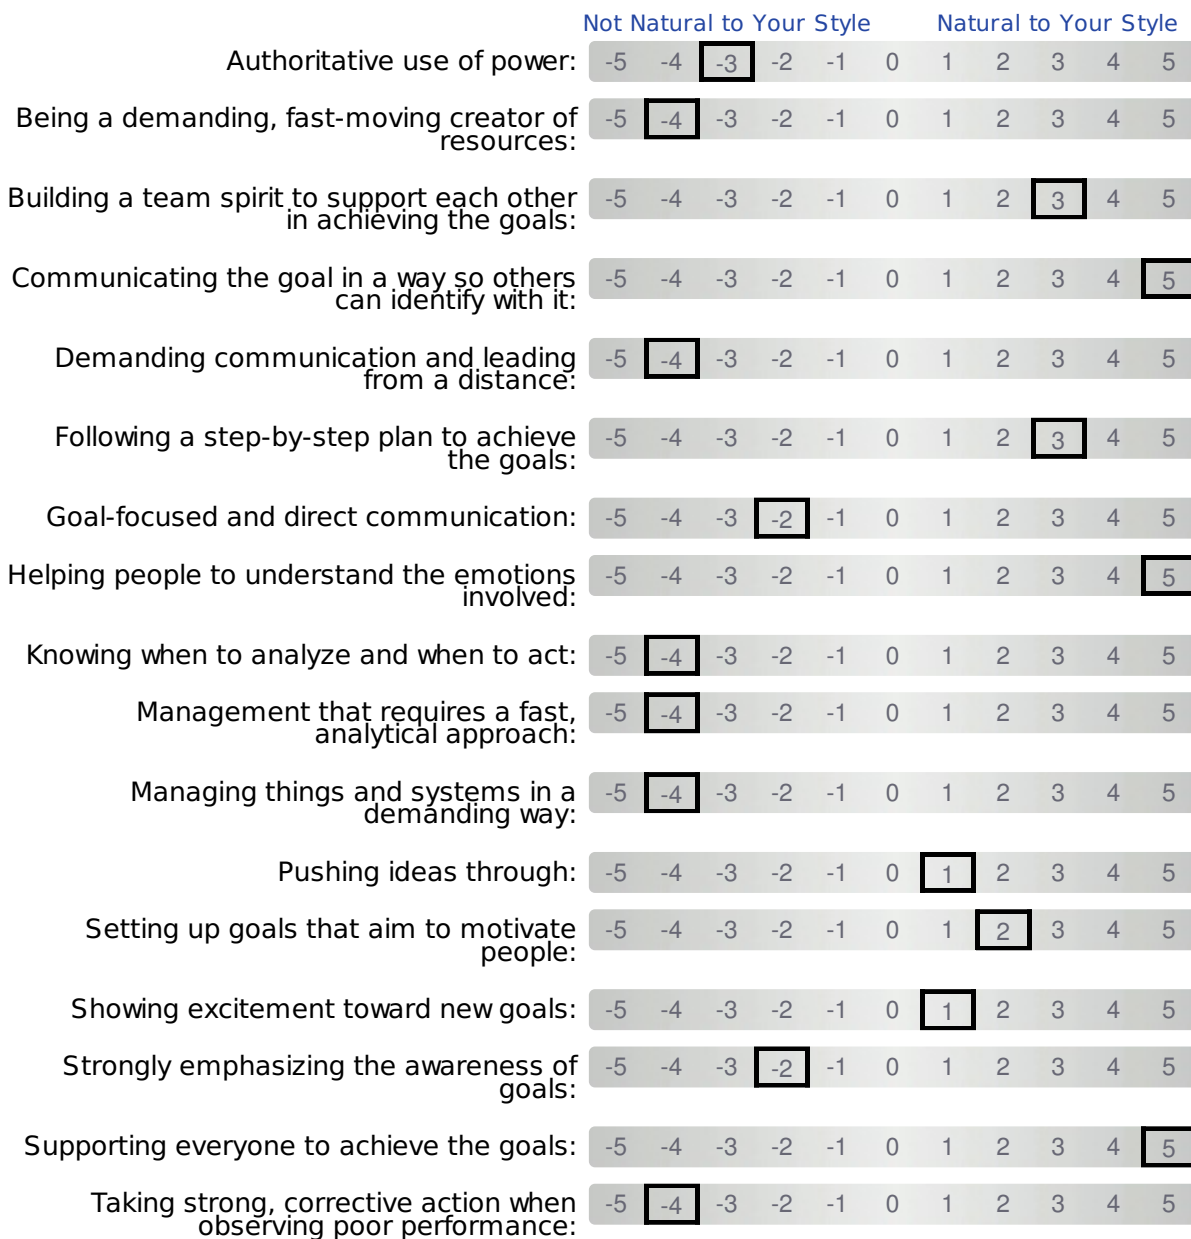 Not Natural to Your Style Natural to Your Style
Authoritative use of power: -5 -4 -3 -2 -1 0 1 2 3 4 5
Being a demanding, fast-moving creator of
resources: -5 -4 -3 -2 -1 0 1 2 3 4 5
Building a team spirit to support each other
in achieving the goals: -5 -4 -3 -2 -1 0 1 2 3 4 5
Communicating the goal in a way so others
can identify with it: -5 -4 -3 -2 -1 0 1 2 3 4 5
Demanding communication and leading
from a distance: -5 -4 -3 -2 -1 0 1 2 3 4 5
Following a step-by-step plan to achieve
the goals: -5 -4 -3 -2 -1 0 1 2 3 4 5
Goal-focused and direct communication: -5 -4 -3 -2 -1 0 1 2 3 4 5
Helping people to understand the emotions
involved: -5 -4 -3 -2 -1 0 1 2 3 4 5
Knowing when to analyze and when to act: -5 -4 -3 -2 -1 0 1 2 3 4 5
Management that requires a fast,
analytical approach: -5 -4 -3 -2 -1 0 1 2 3 4 5
Managing things and systems in a
demanding way: -5 -4 -3 -2 -1 0 1 2 3 4 5
Pushing ideas through: -5 -4 -3 -2 -1 0 1 2 3 4 5
Setting up goals that aim to motivate
people: -5 -4 -3 -2 -1 0 1 2 3 4 5
Showing excitement toward new goals: -5 -4 -3 -2 -1 0 1 2 3 4 5
Strongly emphasizing the awareness of
goals: -5 -4 -3 -2 -1 0 1 2 3 4 5
Supporting everyone to achieve the goals: -5 -4 -3 -2 -1 0 1 2 3 4 5
Taking strong, corrective action when
observing poor performance: -5 -4 -3 -2 -1 0 1 2 3 4 5